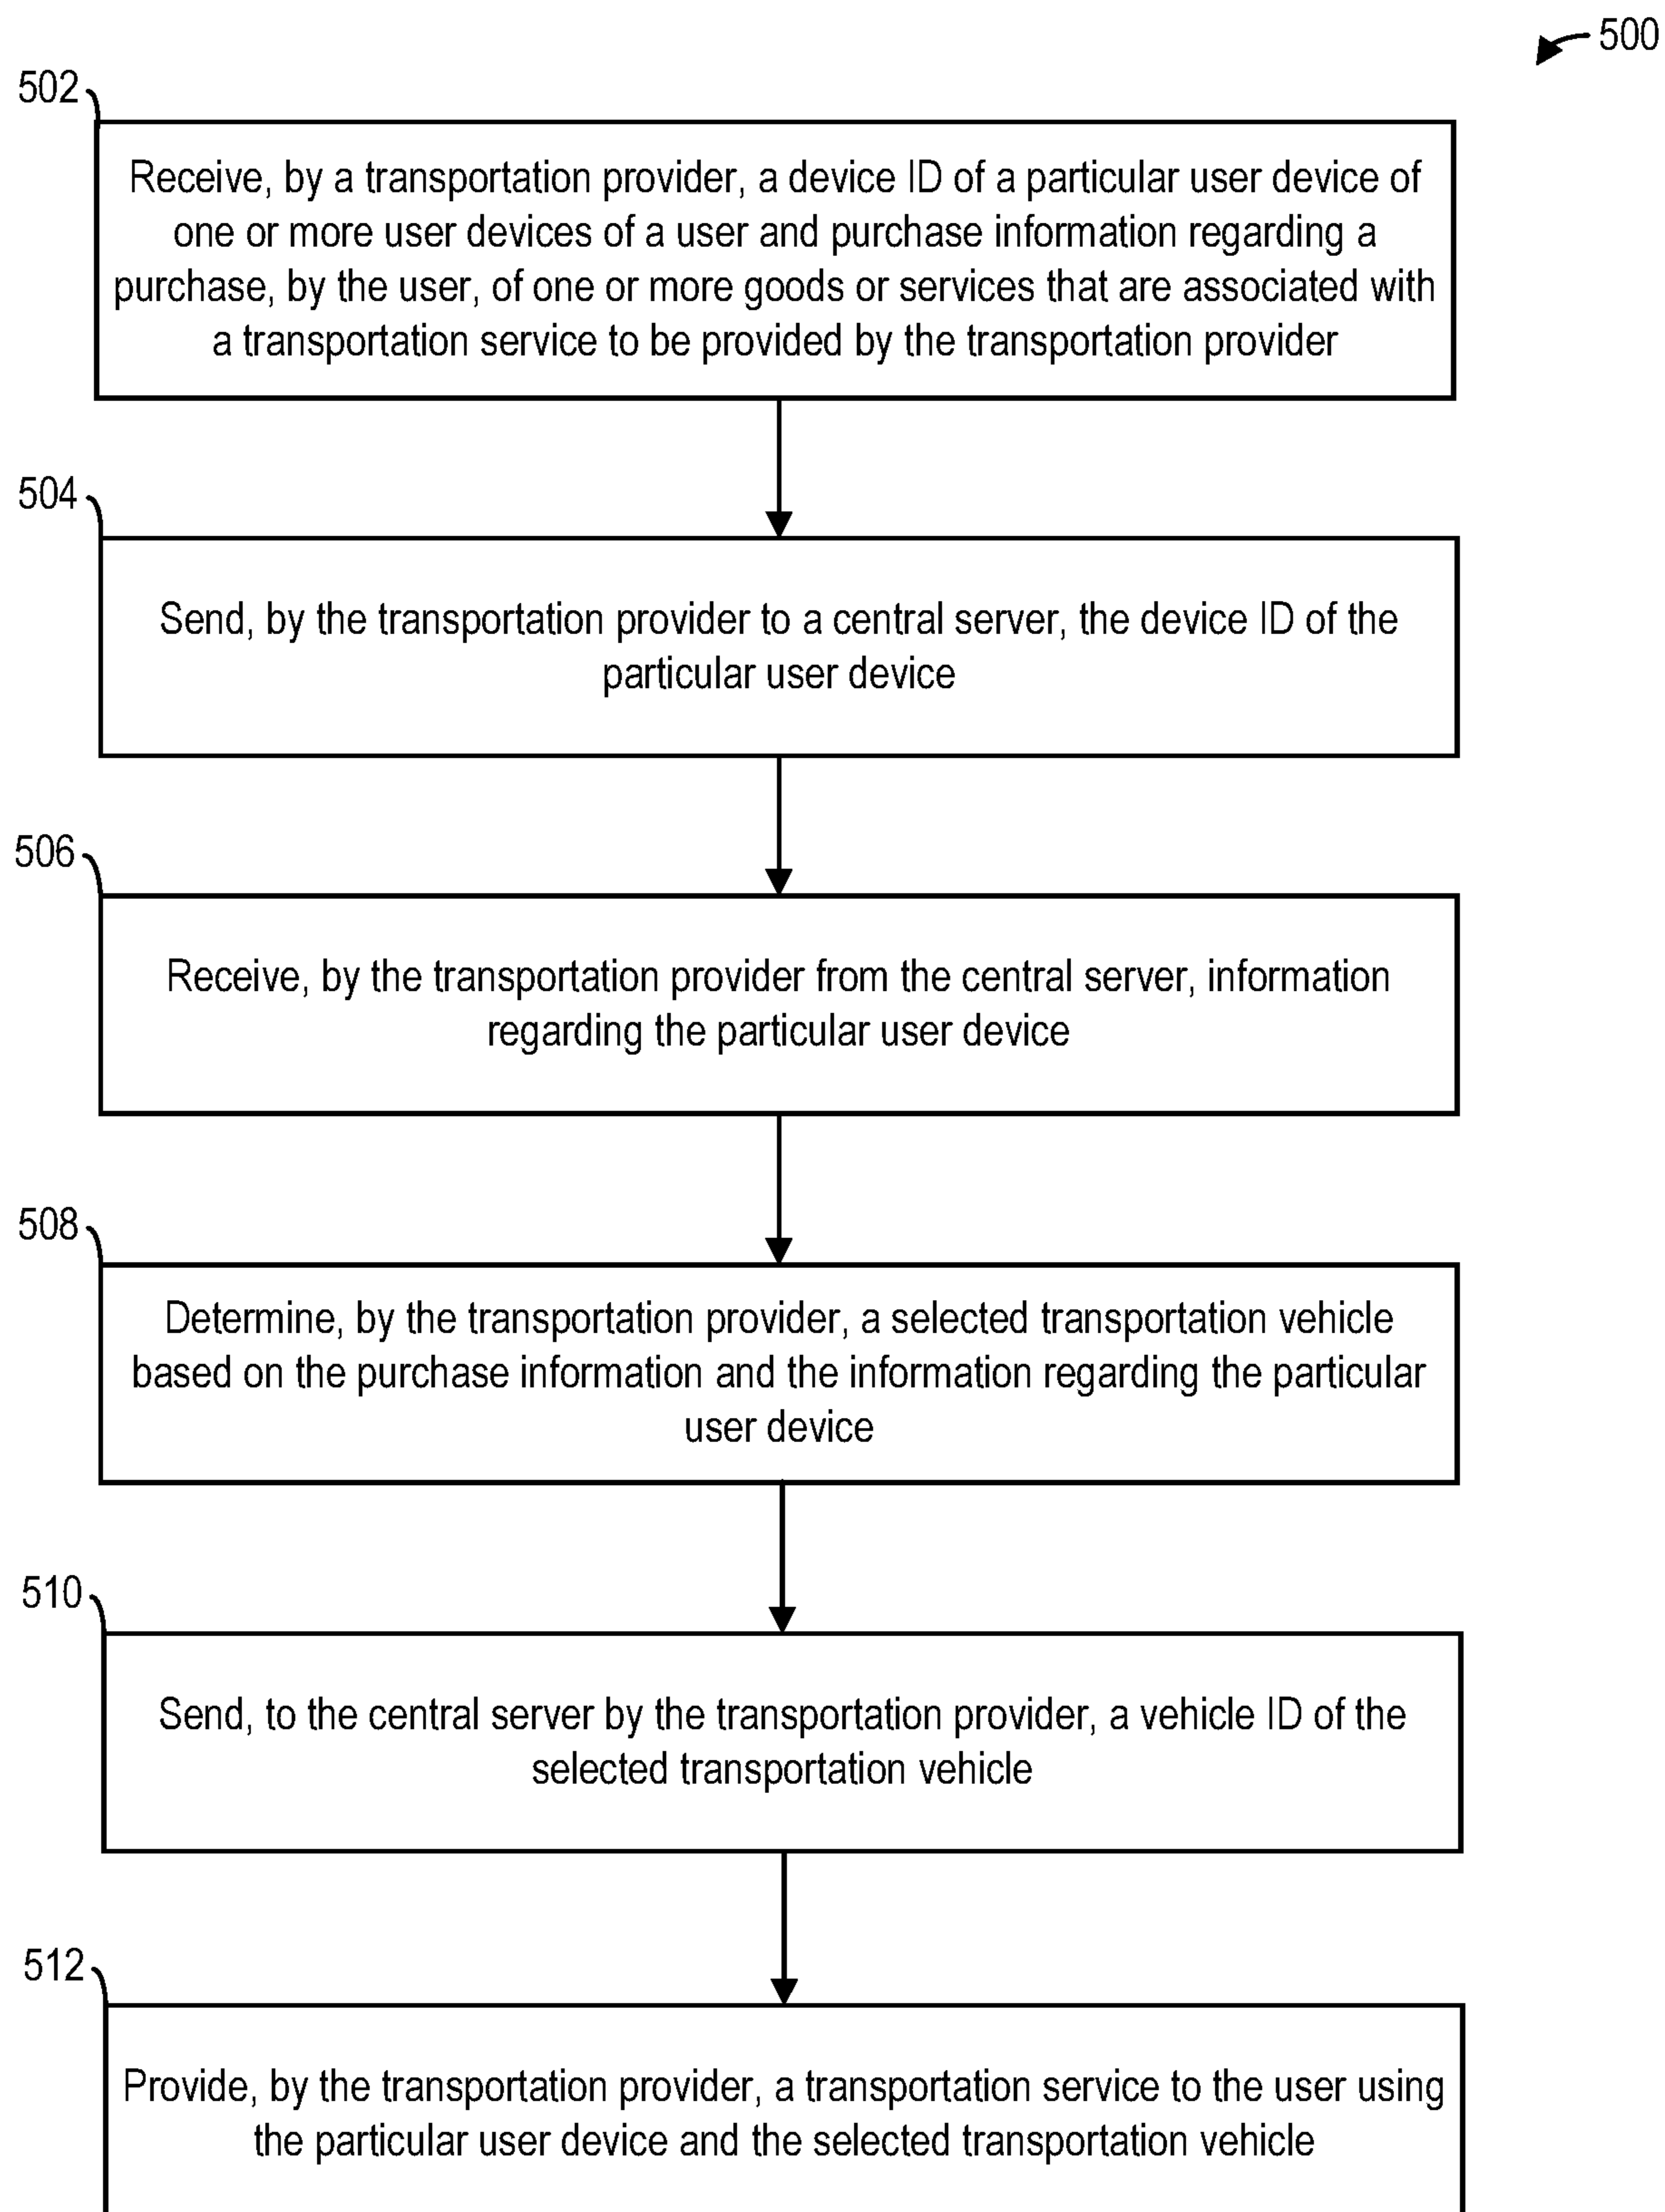 500
502
Receive, by a transportation provider, a device ID of a particular user device of
one or more user devices of a user and purchase information regarding a
purchase, by the user, of one or more goods or services that are associated with
a transportation service to be provided by the transportation provider
504
Send, by the transportation provider to a central server, the device ID of the
particular user device
506
Receive, by the transportation provider from the central server, information
regarding the particular user device
508
Determine, by the transportation provider, a selected transportation vehicle
based on the purchase information and the information regarding the particular
user device
510
Send, to the central server by the transportation provider, a vehicle ID of the
selected transportation vehicle
512
Provide, by the transportation provider, a transportation service to the user using
the particular user device and the selected transportation vehicle